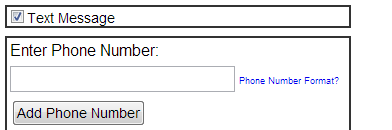 Text Message
Enter Phone Number:
Phone Number Format?
Add Phone Number